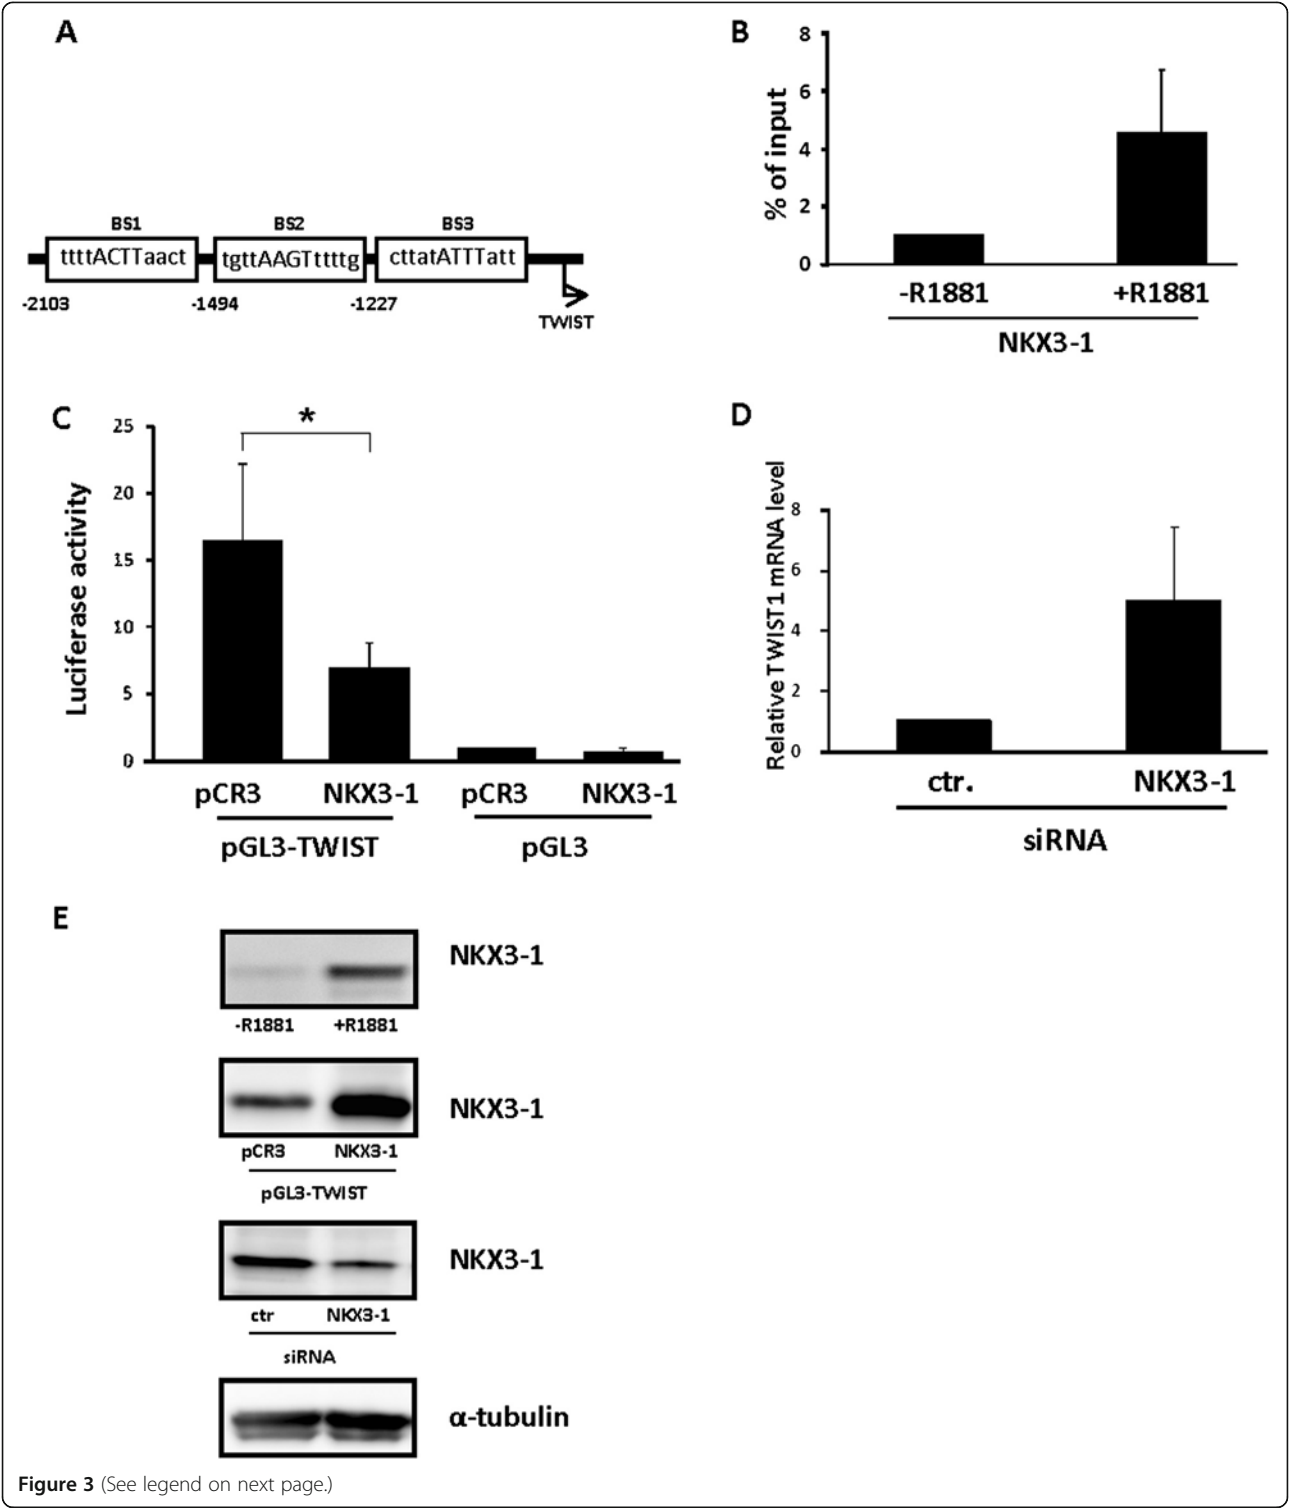 A
BS1 BS2 BS3
ttttACTTaact tgttAAGTttttg cttatATTTatt
-2103 -1494 -1227
TWIST
B
% of input
8
6
4
2
0
-R1881 +R1881
NKX3-1
C
Luciferase activity
25
20
15
10
5
0
*
pCR3 NKX3-1 pCR3 NKX3-1
pGL3-TWIST pGL3
D
Relative TWIST1 mRNA level
8
6
4
2
0
ctr. NKX3-1
siRNA
E
NKX3-1
-R1881 +R1881
NKX3-1
pCR3 NKX3-1
pGL3-TWIST
NKX3-1
ctr NKX3-1
siRNA
α-tubulin
Figure 3 (See legend on next page.)